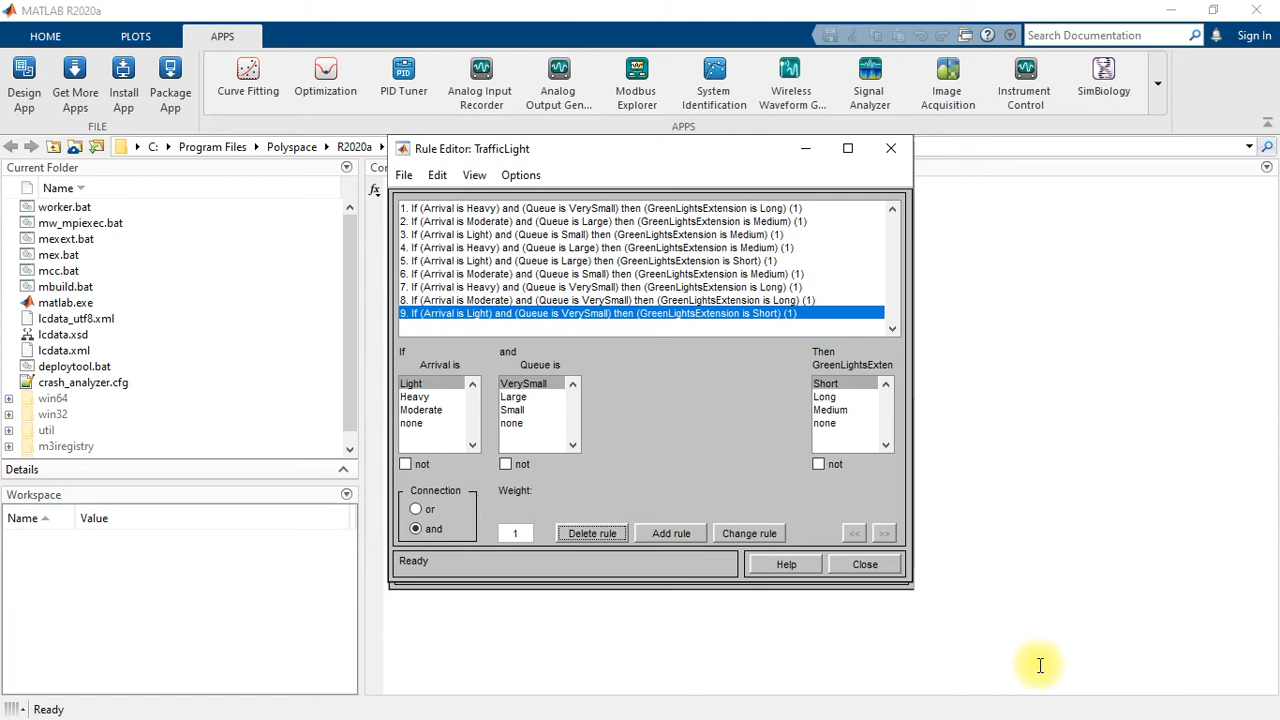 MATLAB R2020a
HOME
PLOTS
APPS
Search Documentation
Sign In
Design App
Get More Apps
Install App
Package App
Curve Fitting
Optimization
PID Tuner
Analog Input Recorder
Analog Output Gen...
Modbus Explorer
System Identification
Wireless Waveform G...
Signal Analyzer
Image Acquisition
Instrument Control
SimBiology
FILE
APPS
C:
Program Files
Polyspace
R2020a
Current Folder
Name
worker.bat
mw_mpiexec.bat
mexext.bat
mex.bat
mcc.bat
mbuild.bat
matlab.exe
lcdata_utf8.xml
lcdata.xsd
lcdata.xml
deploytool.bat
crash_analyzer.cfg
win64
win32
util
m3iregistry
Details
Workspace
Name
Value
Ready
Co
fx
Rule Editor: TrafficLight
File
Edit
View
Options
1. If (Arrival is Heavy) and (Queue is VerySmall) then (GreenLightsExtension is Long) (1)
2. If (Arrival is Moderate) and (Queue is Large) then (GreenLightsExtension is Medium) (1)
3. If (Arrival is Light) and (Queue is Small) then (GreenLightsExtension is Medium) (1)
4. If (Arrival is Heavy) and (Queue is Large) then (GreenLightsExtension is Medium) (1)
5. If (Arrival is Light) and (Queue is Large) then (GreenLightsExtension is Short) (1)
6. If (Arrival is Moderate) and (Queue is Small) then (GreenLightsExtension is Medium) (1)
7. If (Arrival is Heavy) and (Queue is VerySmall) then (GreenLightsExtension is Long) (1)
8. If (Arrival is Moderate) and (Queue is VerySmall) then (GreenLightsExtension is Long) (1)
9. If (Arrival is Light) and (Queue is VerySmall) then (GreenLightsExtension is Short) (1)
If
Arrival is
Light
Heavy
Moderate
none
not
and
Queue is
VerySmall
Large
Small
none
not
Then
GreenLightsExten
Short
Long
Medium
none
not
Connection
or
and
Weight:
1
Delete rule
Add rule
Change rule
<<
>>
Ready
Help
Close